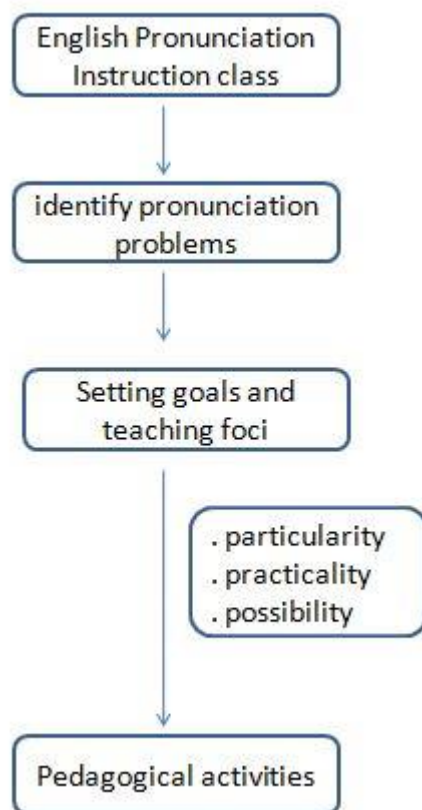 English Pronunciation
Instruction class
identify pronunciation
problems
Setting goals and
teaching foci
. particularity
. practicality
. possibility
Pedagogical activities